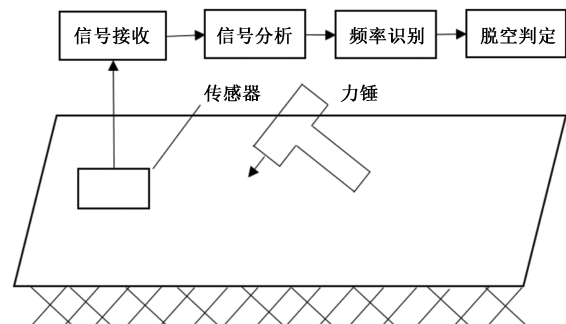 信号接收
信号分析
频率识别
脱空判定
传感器
力锤